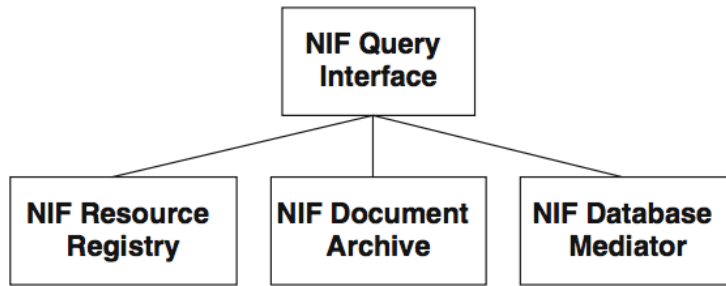 NIF Query
Interface
NIF Resource
Registry
NIF Document
Archive
NIF Database
Mediator